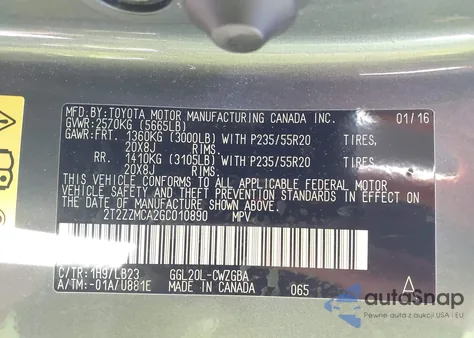 MFD.BY:TOYOTA MOTOR MANUFACTURING CANADA INC. 01/16
GVWR:2570KG (5665LB)
GAWR:FRT. 1360KG (3000LB) WITH P235/55R20 TIRES,
20X8J RIMS.
RR. 1410KG (3105LB) WITH P235/55R20 TIRES,
20X8J RIMS.
THIS VEHICLE CONFORMS TO ALL APPLICABLE FEDERAL MOTOR
VEHICLE SAFETY AND THEFT PREVENTION STANDARDS IN EFFECT ON
THE DATE OF MANUFACTURE SHOWN ABOVE.
2T2ZZMCA2GC010890 MPV
C/TR:1H9/LB23 GGL20L-CWZGBA A
A/TM:-01A/U881E MADE IN CANADA 065
autoSnap
Pewne auta z aukcji USA i EU